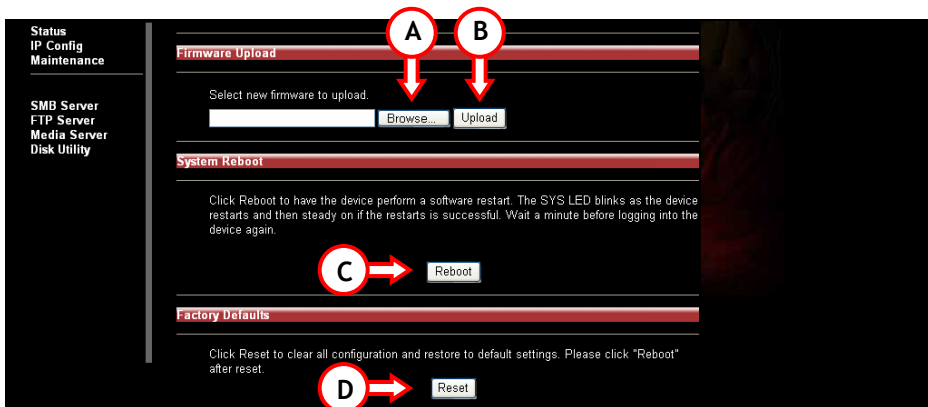 Status
IP Config
Maintenance
SMB Server
FTP Server
Media Server
Disk Utility
A
B
Firmware Upload
Select new firmware to upload.
Browse...
Upload
System Reboot
Click Reboot to have the device perform a software restart. The SYS LED blinks as the device
restarts and then steady on if the restarts is successful. Wait a minute before logging into the
device again.
C
Reboot
Factory Defaults
Click Reset to clear all configuration and restore to default settings. Please click "Reboot"
after reset.
D
Reset